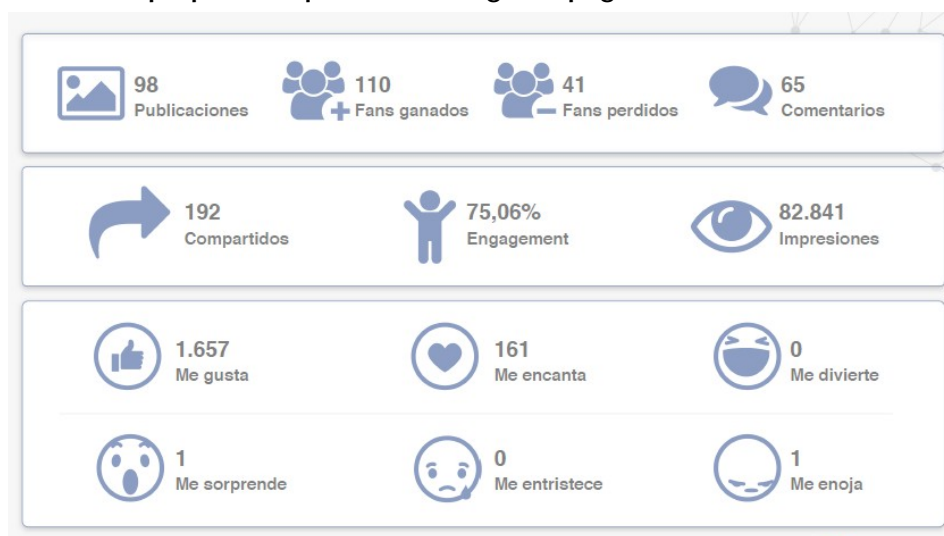 98
Publicaciones
110
Fans ganados
41
Fans perdidos
65
Comentarios
192
Compartidos
75,06%
Engagement
82.841
Impresiones
1.657
Me gusta
161
Me encanta
0
Me divierte
1
Me sorprende
0
Me entristece
1
Me enoja